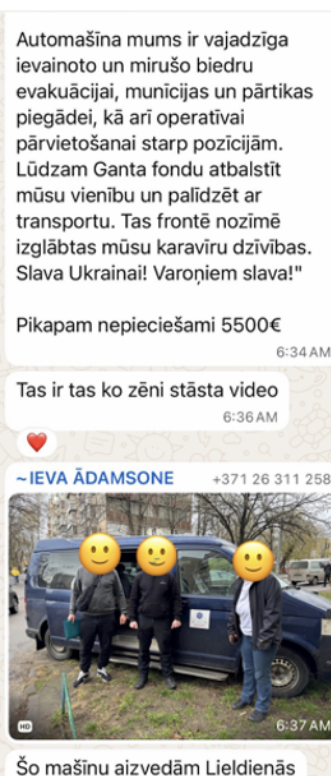 Automašīna mums ir vajadzīga
ievainoto un mirušo biedru
evakuācijai, munīcijas un pārtikas
piegādei, kā arī operatīvai
pārvietošanai starp pozīcijām.
Lūdzam Ganta fondu atbalstīt
mūsu vienību un palīdzēt ar
transportu. Tas frontē nozīmē
izglābtas mūsu karavīru dzīvības.
Slava Ukrainai! Varoņiem slava!"
Pikapam nepieciešami 5500€
6:34 AM
Tas ir tas ko zēni stāsta video
6:36 AM
~IEVA ĀDAMSONE +371 26 311 258
HD
6:37 AM
Šo mašīnu aizvedām Lieldienās